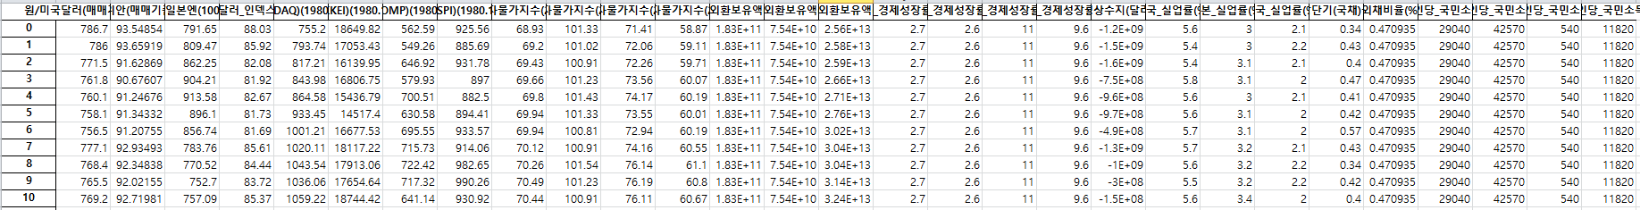 원/미국달러(매매 위안(매매기 일본엔(100 달러_인덱스 DAQ)(1980 KEI)(1980. OMP)(1980 SPI)(1980. 물가지수( 물가지수( 물가지수( 물가지수( 외환보유액 외환보유액 외환보유액 _경제성장률 _경제성장률 _경제성장률 _경제성장률 상수지(달러 국_실업률(% 본_실업률(% 국_실업률(% 단기(국채) 외채비율(% 인당_국민소 인당_국민소 인당_국민소 인당_국민소득
0 786.7 93.54854 791.65 88.03 755.2 18649.82 562.59 925.56 68.93 101.33 71.41 58.87 1.83E+11 7.54E+10 2.56E+13 2.7 2.6 11 9.6 -1.2E+09 5.6 3 2.1 0.34 0.470935 29040 42570 540 11820
1 786 93.65919 809.47 85.92 793.74 17053.43 549.26 885.69 69.2 101.02 72.06 59.11 1.83E+11 7.54E+10 2.58E+13 2.7 2.6 11 9.6 -1.5E+09 5.4 3 2.2 0.43 0.470935 29040 42570 540 11820
2 771.5 91.62869 862.25 82.08 817.21 16139.95 646.92 931.78 69.43 100.91 72.26 59.71 1.83E+11 7.54E+10 2.59E+13 2.7 2.6 11 9.6 -1.6E+09 5.4 3.1 2.1 0.4 0.470935 29040 42570 540 11820
3 761.8 90.67607 904.21 81.92 843.98 16806.75 579.93 897 69.66 101.23 73.56 60.07 1.83E+11 7.54E+10 2.66E+13 2.7 2.6 11 9.6 -7.5E+08 5.8 3.1 2 0.47 0.470935 29040 42570 540 11820
4 760.1 91.24676 913.58 82.67 864.58 15436.79 700.51 882.5 69.8 101.43 74.17 60.19 1.83E+11 7.54E+10 2.71E+13 2.7 2.6 11 9.6 -9.6E+08 5.6 3 2.1 0.41 0.470935 29040 42570 540 11820
5 758.1 91.34332 896.1 81.73 933.45 14517.4 630.58 894.41 69.94 101.33 73.55 60.01 1.83E+11 7.54E+10 2.76E+13 2.7 2.6 11 9.6 -9.7E+08 5.6 3.1 2 0.42 0.470935 29040 42570 540 11820
6 756.5 91.20755 856.74 81.69 1001.21 16677.53 695.55 933.57 69.94 100.81 72.94 60.19 1.83E+11 7.54E+10 3.02E+13 2.7 2.6 11 9.6 -4.9E+08 5.7 3.1 2 0.57 0.470935 29040 42570 540 11820
7 777.1 92.93493 783.76 85.61 1020.11 18117.22 715.73 914.06 70.12 100.91 74.16 60.55 1.83E+11 7.54E+10 3.04E+13 2.7 2.6 11 9.6 -1.3E+09 5.7 3.2 2.1 0.43 0.470935 29040 42570 540 11820
8 768.4 92.34838 770.52 84.44 1043.54 17913.06 722.42 982.65 70.26 101.54 76.14 61.1 1.83E+11 7.54E+10 3.04E+13 2.7 2.6 11 9.6 -1E+09 5.6 3.2 2.2 0.34 0.470935 29040 42570 540 11820
9 765.5 92.02155 752.7 83.72 1036.06 17654.64 717.32 990.26 70.49 101.23 76.19 60.8 1.83E+11 7.54E+10 3.14E+13 2.7 2.6 11 9.6 -3E+08 5.5 3.2 2.2 0.42 0.470935 29040 42570 540 11820
10 769.2 92.71981 757.09 85.37 1059.22 18744.42 641.14 930.92 70.44 100.91 76.11 60.67 1.83E+11 7.54E+10 3.24E+13 2.7 2.6 11 9.6 -1.5E+08 5.6 3.4 2 0.4 0.470935 29040 42570 540 11820